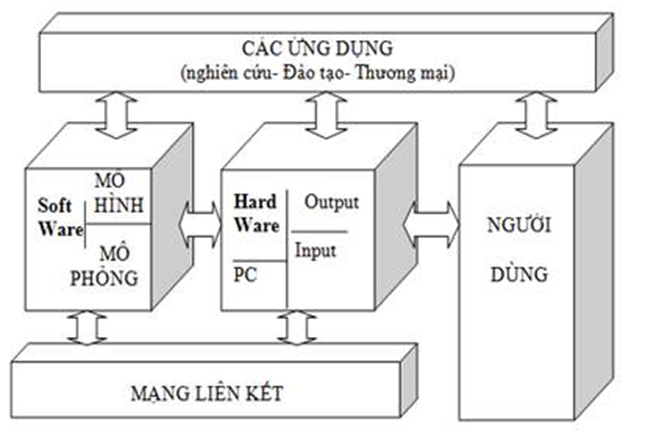 CÁC ỨNG DỤNG
(nghiên cứu- Đào tạo- Thương mại)
Soft
Ware
MÔ
HÌNH
MÔ
PHỎNG
Hard
Ware
Output
Input
PC
NGƯỜI
DÙNG
MẠNG LIÊN KẾT